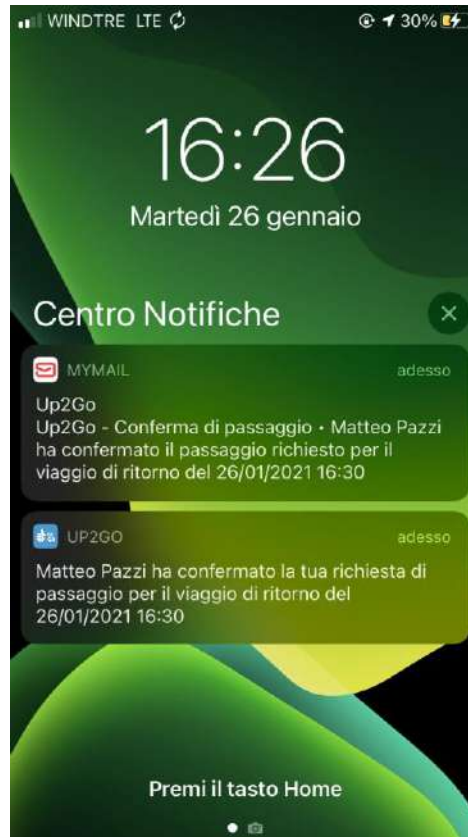 WINDTRE LTE 30%
16:26
Martedì 26 gennaio
Centro Notifiche
MYMAIL adesso
Up2Go
Up2Go - Conferma di passaggio • Matteo Pazzi
ha confermato il passaggio richiesto per il
viaggio di ritorno del 26/01/2021 16:30
UP2GO adesso
Matteo Pazzi ha confermato la tua richiesta di
passaggio per il viaggio di ritorno del
26/01/2021 16:30
Premi il tasto Home